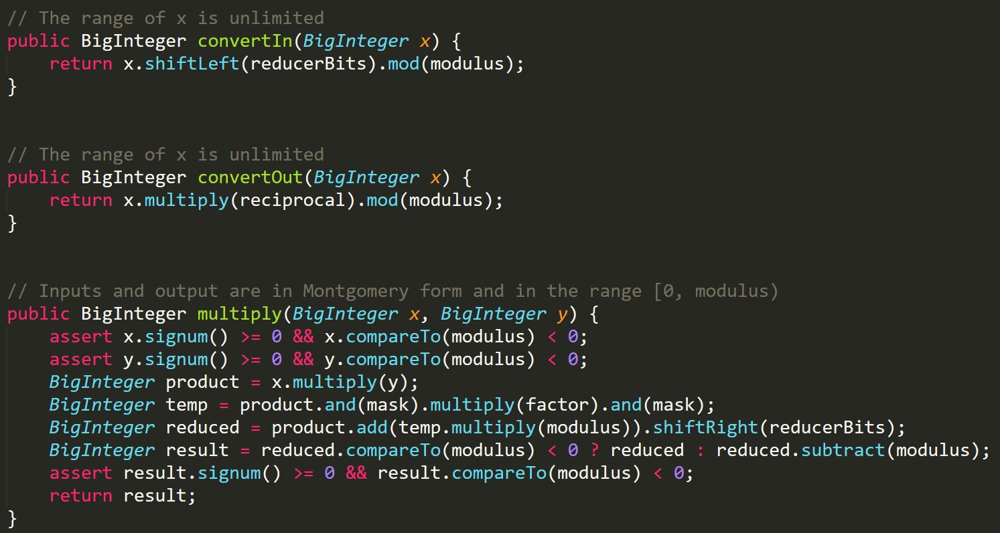 // The range of x is unlimited
public BigInteger convertIn(BigInteger x) {
    return x.shiftLeft(reducerBits).mod(modulus);
}
// The range of x is unlimited
public BigInteger convertOut(BigInteger x) {
    return x.multiply(reciprocal).mod(modulus);
}
// Inputs and output are in Montgomery form and in the range [0, modulus)
public BigInteger multiply(BigInteger x, BigInteger y) {
    assert x.signum() >= 0 && x.compareTo(modulus) < 0;
    assert y.signum() >= 0 && y.compareTo(modulus) < 0;
    BigInteger product = x.multiply(y);
    BigInteger temp = product.and(mask).multiply(factor).and(mask);
    BigInteger reduced = product.add(temp.multiply(modulus)).shiftRight(reducerBits);
    BigInteger result = reduced.compareTo(modulus) < 0 ? reduced : reduced.subtract(modulus);
    assert result.signum() >= 0 && result.compareTo(modulus) < 0;
    return result;
}